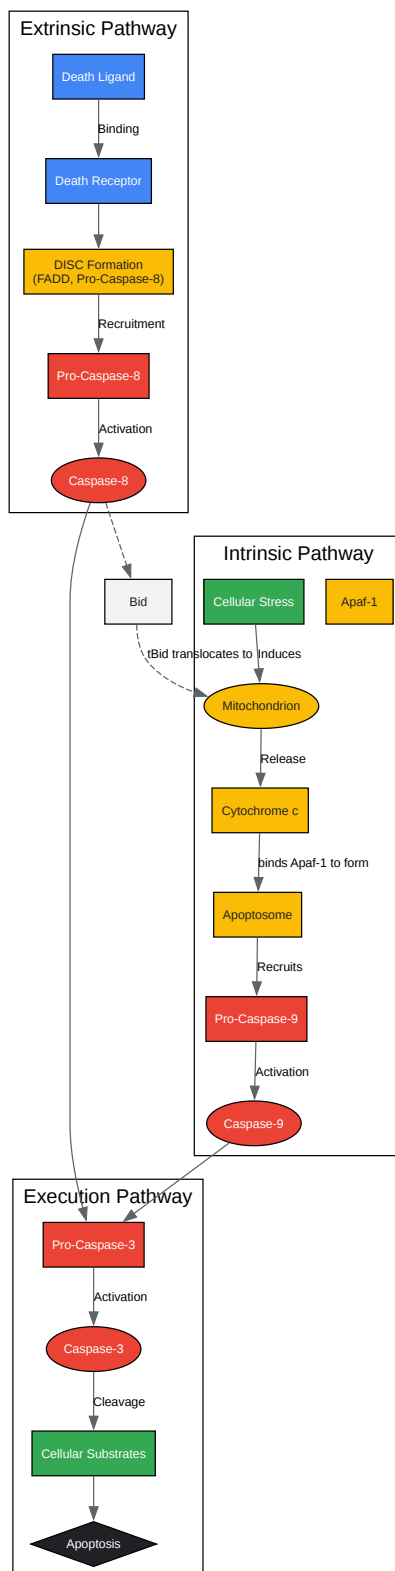 Extrinsic Pathway
Death Ligand
Binding
Death Receptor
DISC Formation
(FADD, Pro-Caspase-8)
Recruitment
Pro-Caspase-8
Activation
Caspase-8
Intrinsic Pathway
Bid
Cellular Stress
Apaf-1
tBid translocates to
Induces
Mitochondrion
Release
Cytochrome c
binds Apaf-1 to form
Apoptosome
Recruits
Pro-Caspase-9
Activation
Caspase-9
Execution Pathway
Pro-Caspase-3
Activation
Caspase-3
Cleavage
Cellular Substrates
Apoptosis